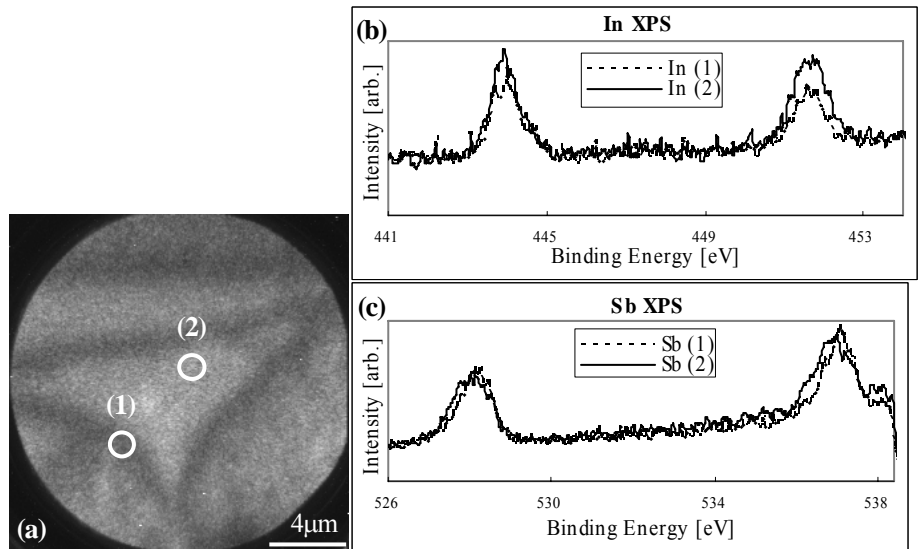 (b)
In XPS
In (1)
In (2)
Intensity [arb.]
441 445 449 453
Binding Energy [eV]
(2)
(1)
(a)
4μm
(c)
Sb XPS
Sb (1)
Sb (2)
Intensity [arb.]
526 530 534 538
Binding Energy [eV]